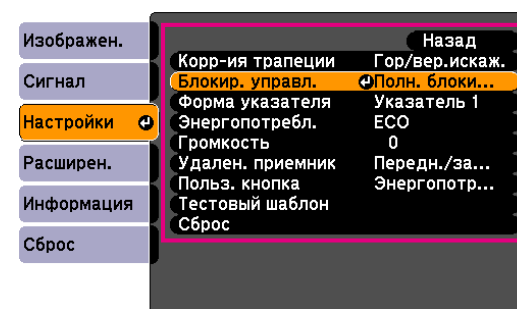 Изображен.
Сигнал
Настройки
Расширен.
Информация
Сброс
Назад
Корр-ия трапеции Гор/вер.искаж.
Блокир. управл. Полн. блоки...
Форма указателя Указатель 1
Энергопотребл. ECO
Громкость 0
Удален. приемник Передн./за...
Польз. кнопка Энергопотр...
Тестовый шаблон
Сброс